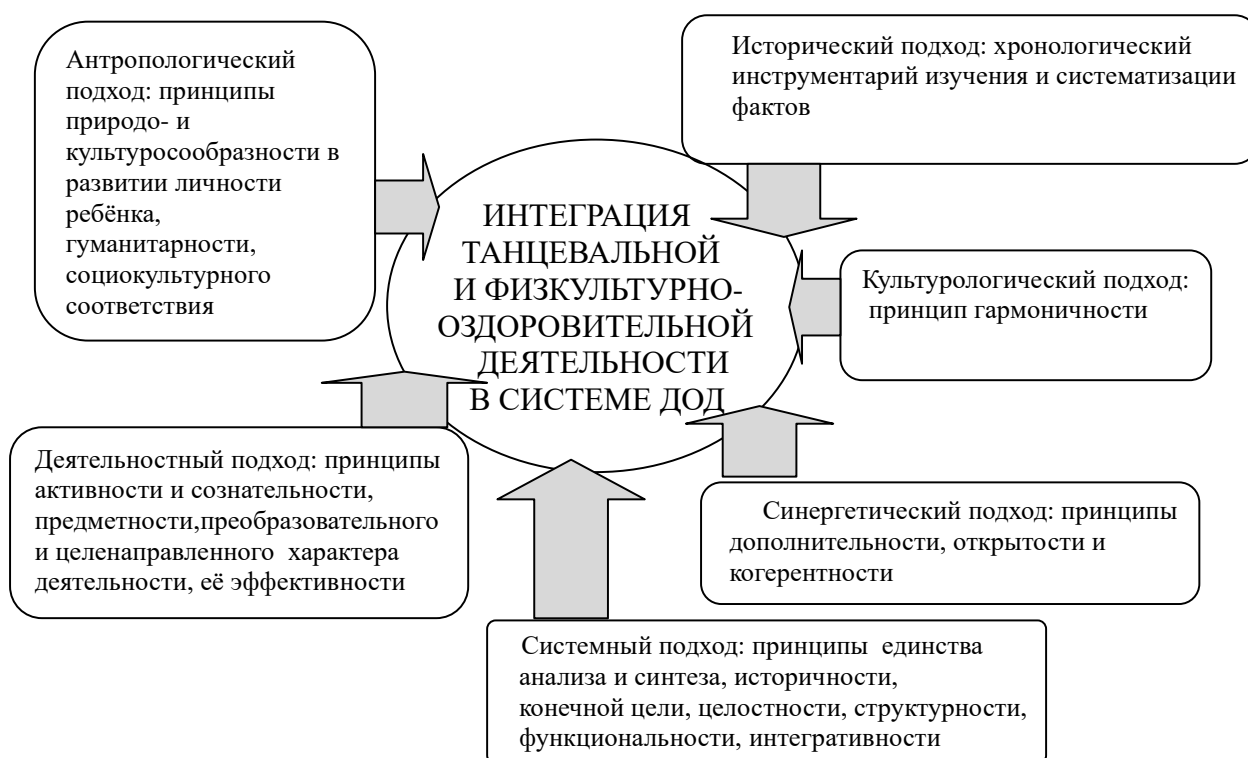 Антропологический
подход: принципы
природо- и
культуросообразности в
развитии личности
ребёнка,
гуманитарности,
социокультурного
соответствия
Исторический подход: хронологический
инструментарий изучения и систематизации
фактов
ИНТЕГРАЦИЯ
ТАНЦЕВАЛЬНОЙ
И ФИЗКУЛЬТУРНО-
ОЗДОРОВИТЕЛЬНОЙ
ДЕЯТЕЛЬНОСТИ
В СИСТЕМЕ ДОД
Культурологический подход:
принцип гармоничности
Деятельностный подход: принципы
активности и сознательности,
предметности,преобразовательного
и целенаправленного характера
деятельности, её эффективности
Синергетический подход: принципы
дополнительности, открытости и
когерентности
Системный подход: принципы единства
анализа и синтеза, историчности,
конечной цели, целостности, структурности,
функциональности, интегративности